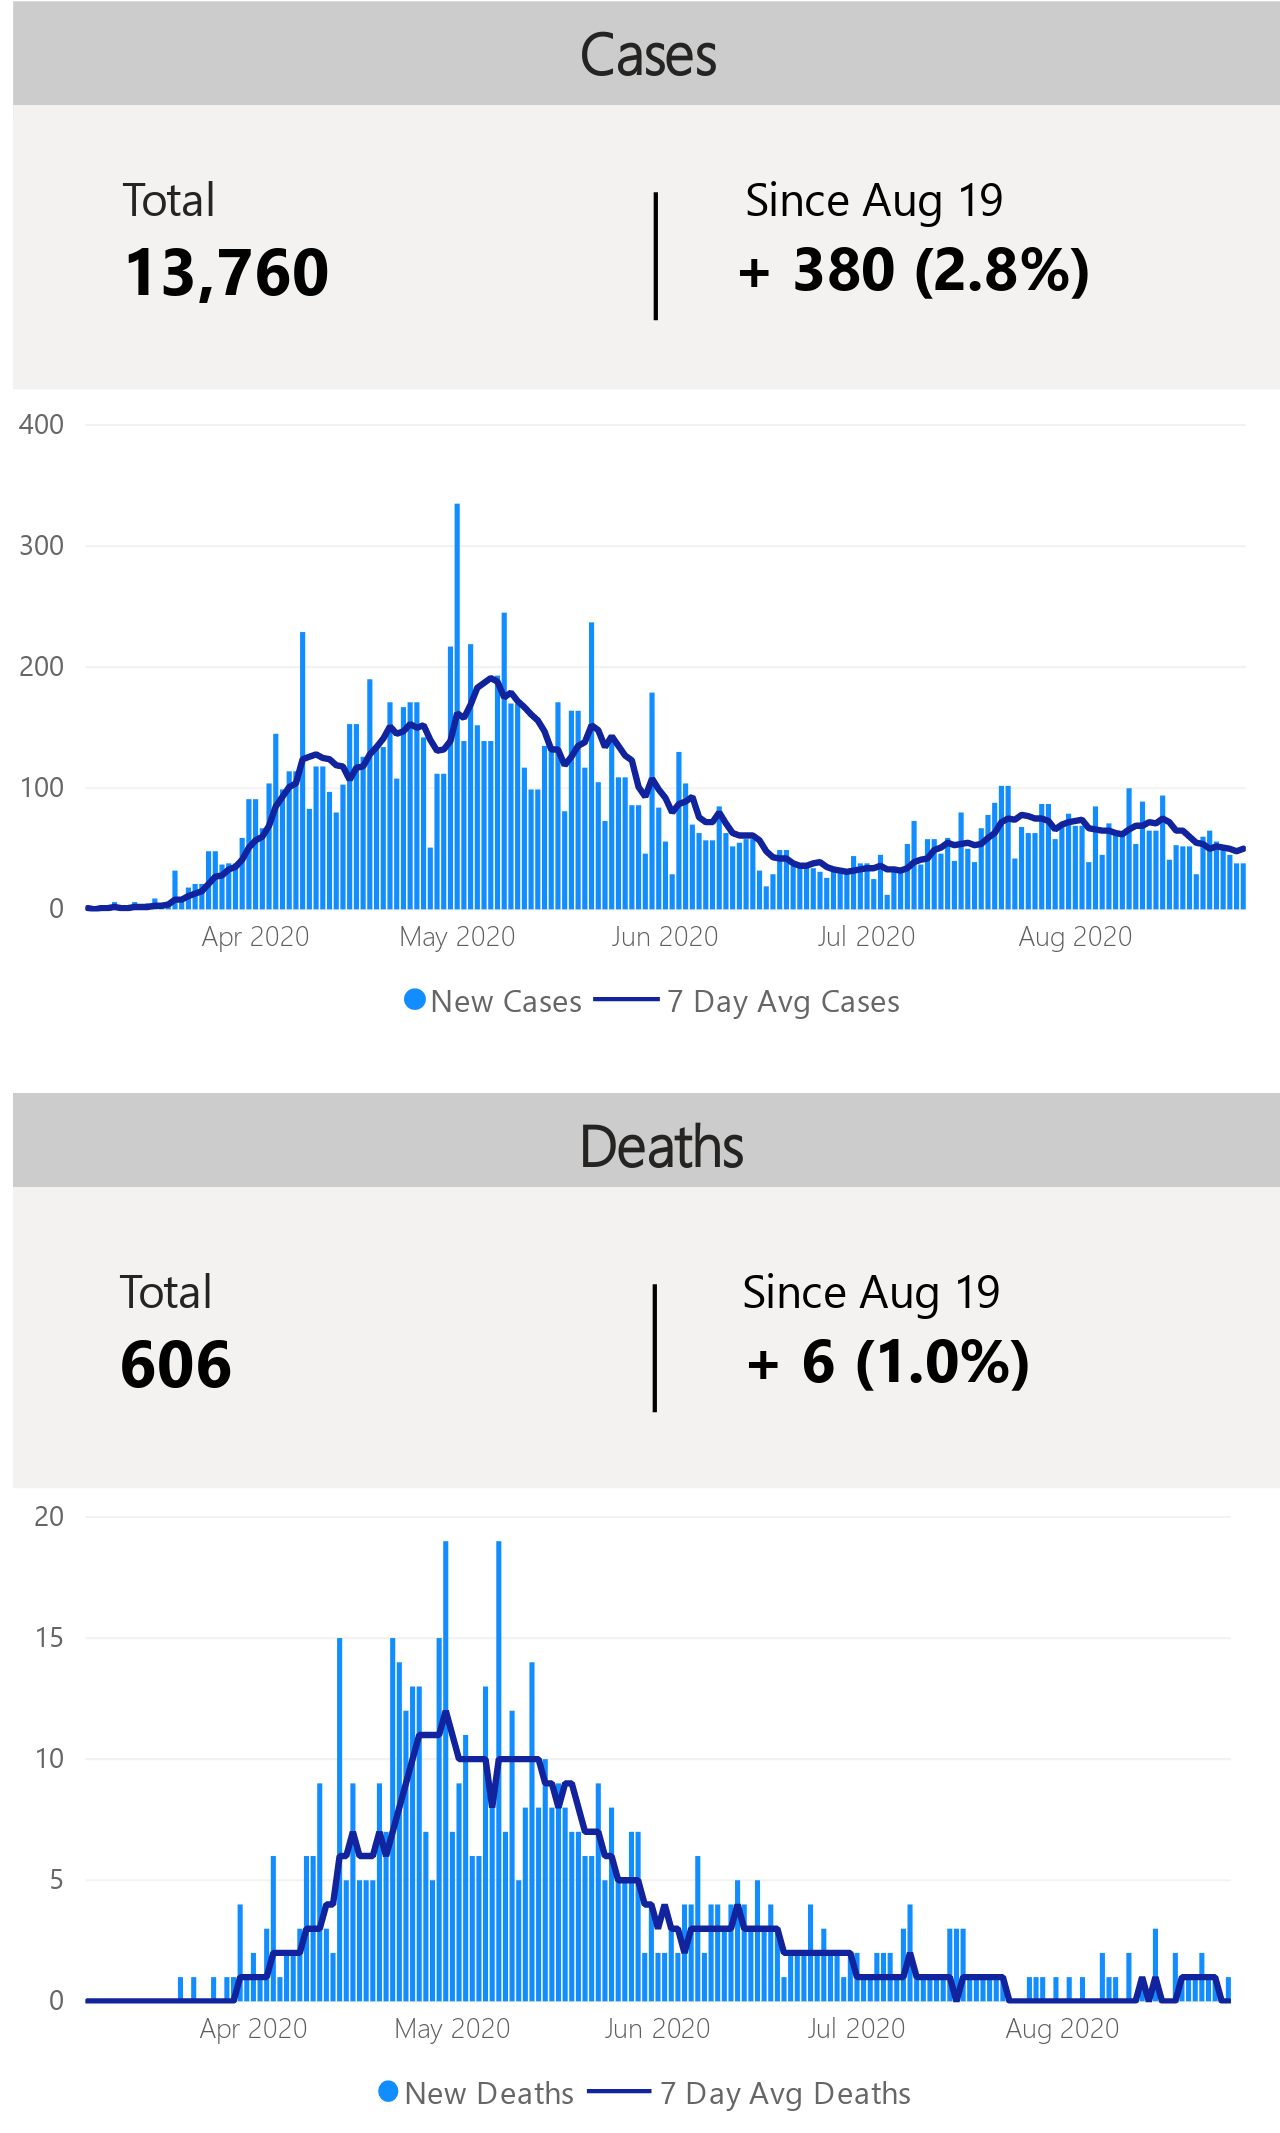 Cases
Total
Since Aug 19
13,760
+ 380 (2.8%)
400
300
200
100
0
Apr 2020
May 2020
Jun 2020
Jul 2020
Aug 2020
New Cases
7 Day Avg Cases
Deaths
Total
Since Aug 19
606
+ 6 (1.0%)
20
15
10
5
0
Apr 2020
May 2020
Jun 2020
Jul 2020
Aug 2020
New Deaths
7 Day Avg Deaths